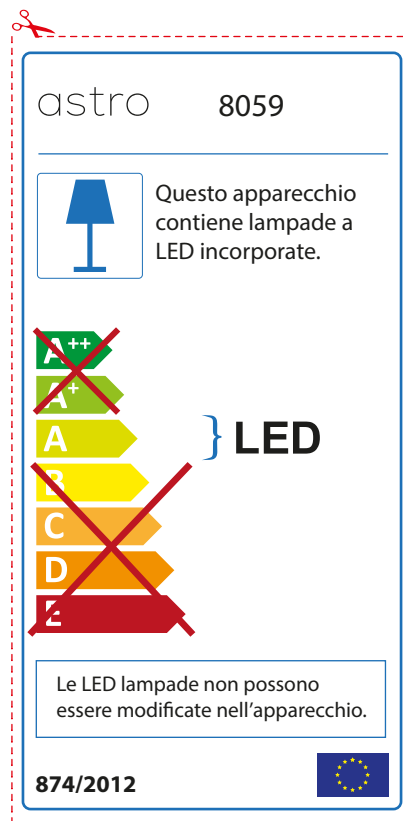 astro 8059
Questo apparecchio
contiene lampade a
LED incorporate.
A++
A+
A
LED
B
C
D
E
Le LED lampade non possono
essere modificate nell’apparecchio.
874/2012